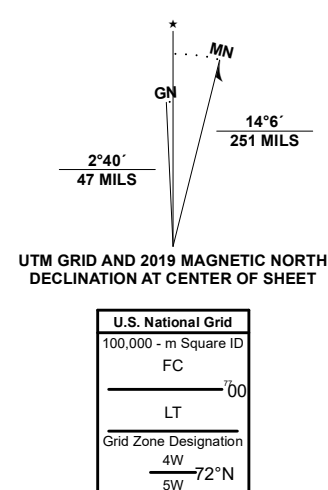 ★
MN
GN
14°6´
251 MILS
2°40´
47 MILS
UTM GRID AND 2019 MAGNETIC NORTH
DECLINATION AT CENTER OF SHEET
U.S. National Grid
100,000 - m Square ID
FC
⁷⁷00
LT
Grid Zone Designation
4W
72°N
5W